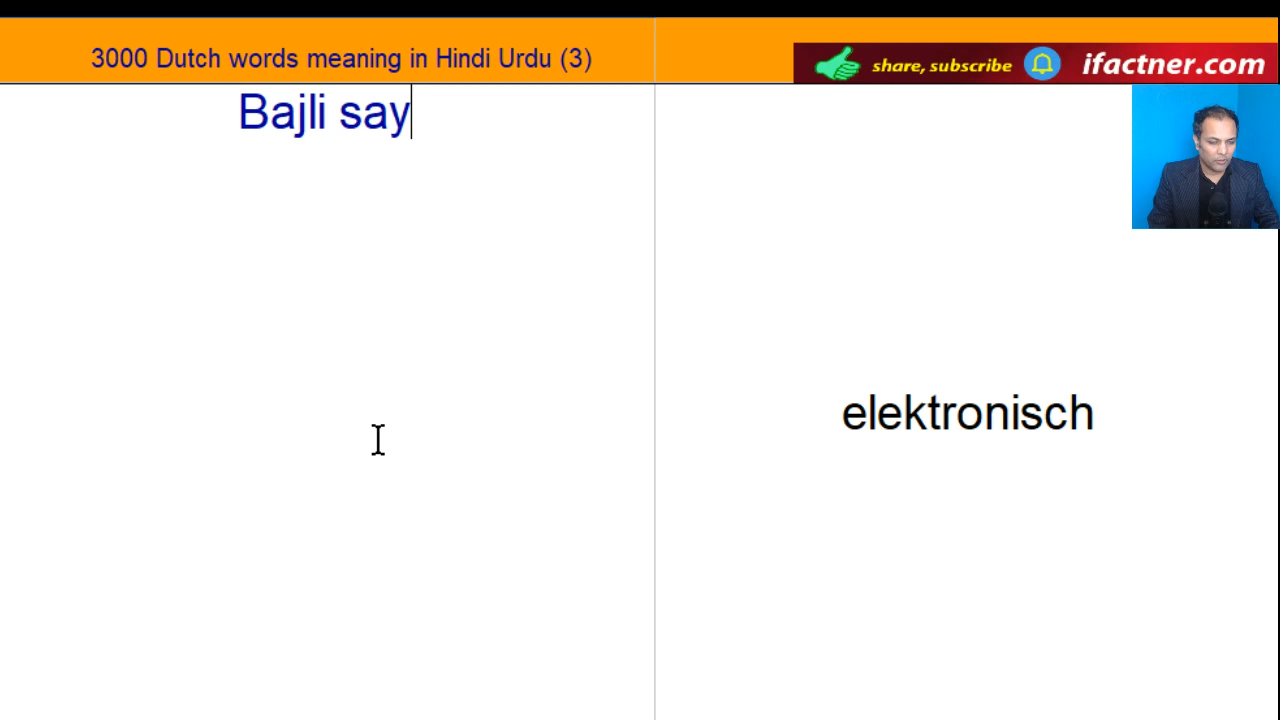 3000 Dutch words meaning in Hindi Urdu (3)
share, subscribe
ifactner.com
Bajli say
elektronisch